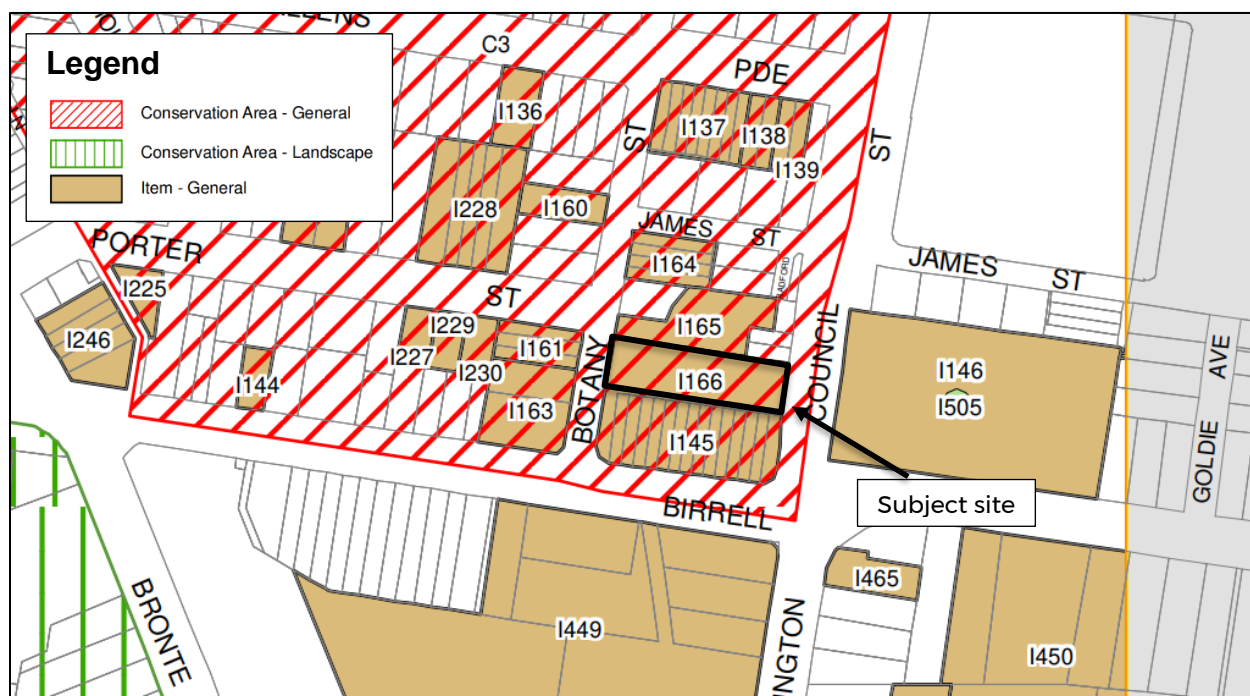 Legend
Conservation Area - General
Conservation Area - Landscape
Item - General
C3
PDE
I136
I137
I138
I139
ST
ST
I228
I160
JAMES
ST
I164
RADFORD
JAMES
ST
PORTER
ST
I225
I246
I229
I227
I161
I230
I144
I163
BOTANY
I165
I166
I145
COUNCIL
I146
I505
AVE
GOLDIE
Subject site
BIRRELL
I465
BRONTE
I449
INGTON
I450